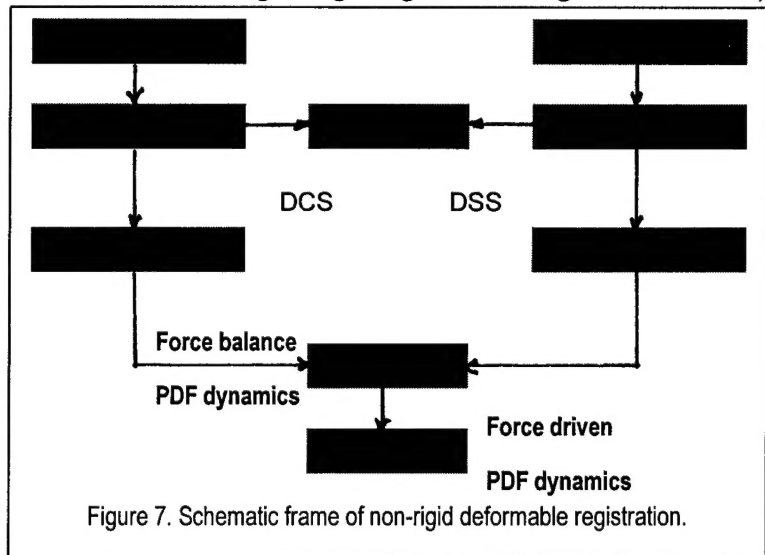 DCS
DSS
Force balance
PDF dynamics
Force driven
PDF dynamics
Figure 7. Schematic frame of non-rigid deformable registration.